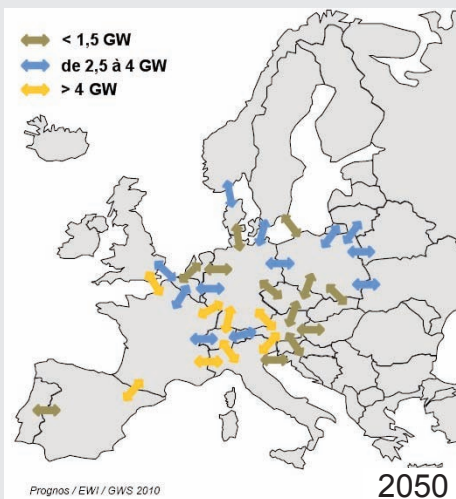 < 1,5 GW
de 2,5 à 4 GW
> 4 GW
Prognos / EWI / GWS 2010
2050